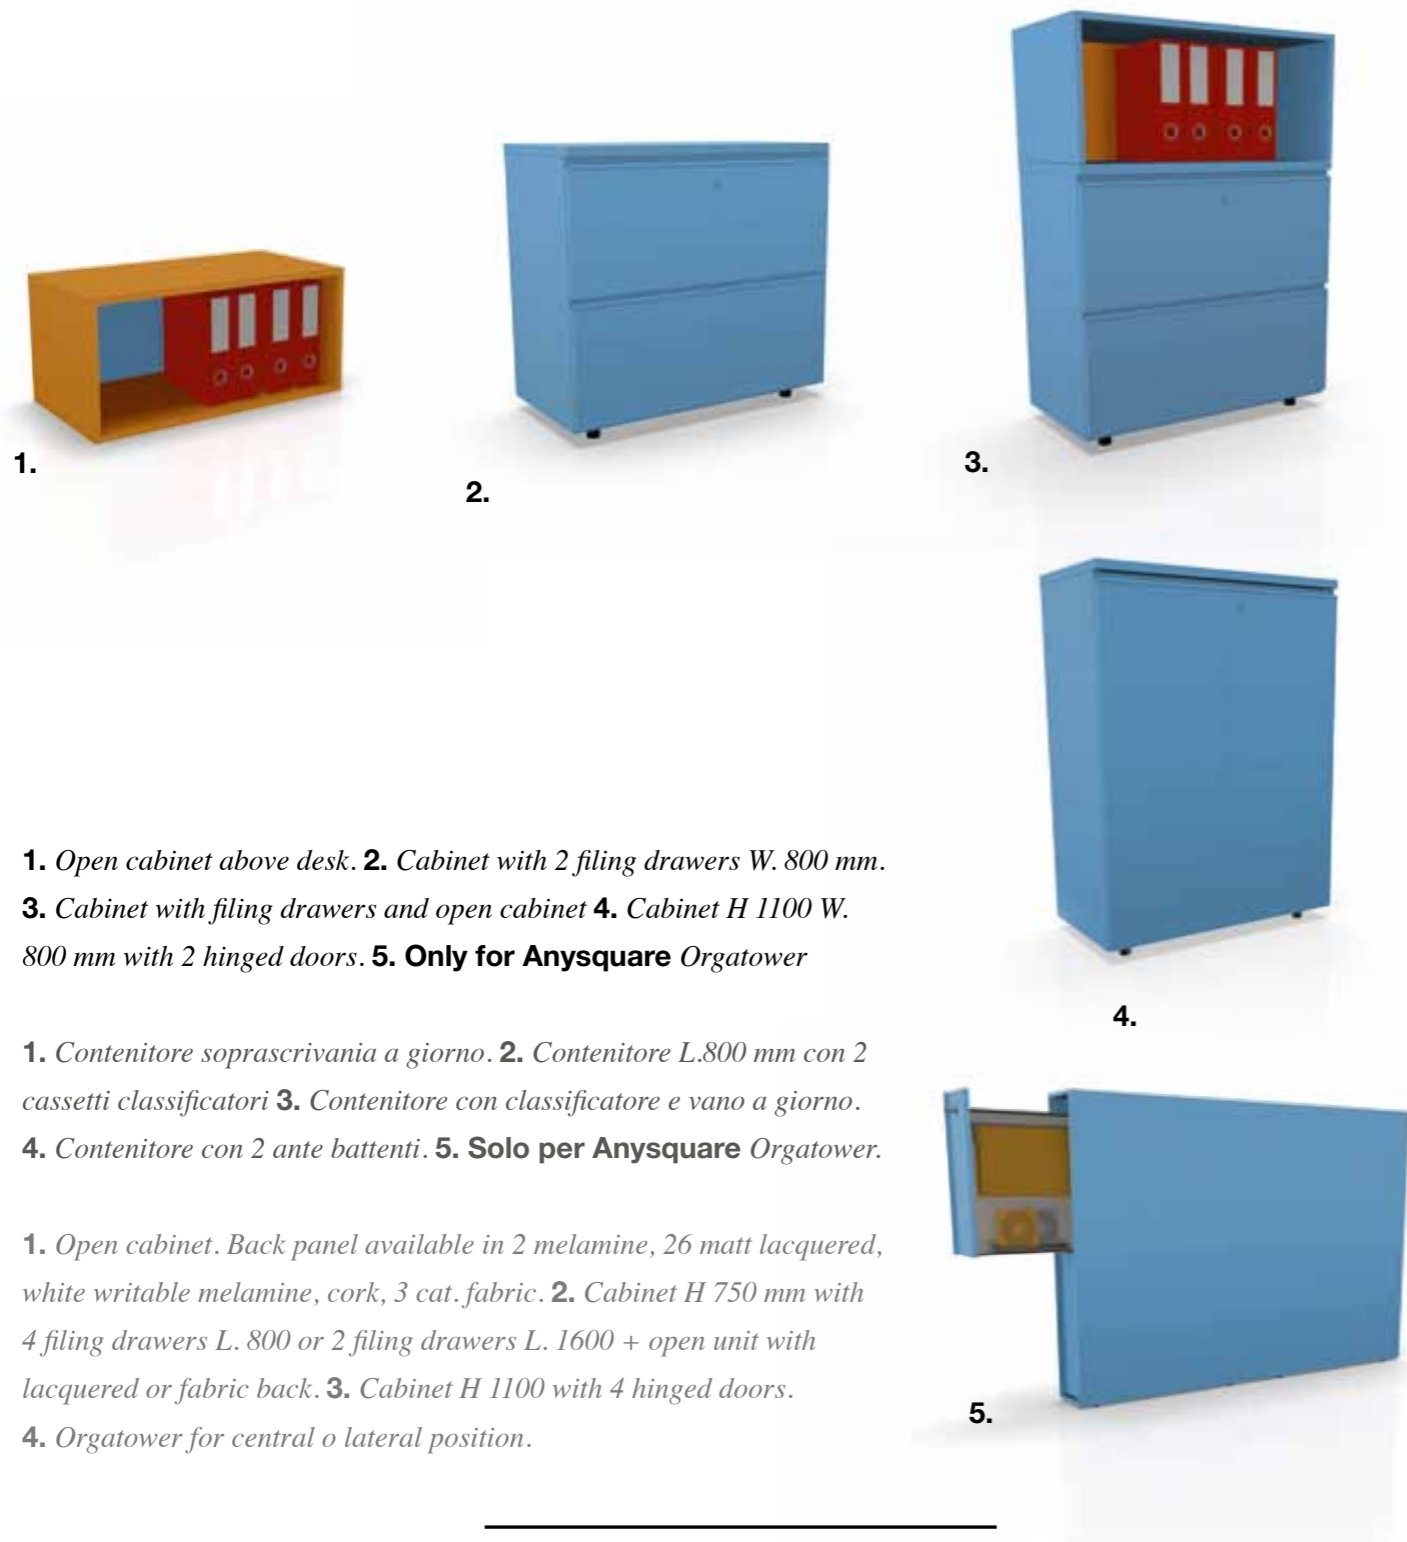 1.
2.
3.
4.
1. Open cabinet above desk. 2. Cabinet with 2 filing drawers W. 800 mm.
3. Cabinet with filing drawers and open cabinet 4. Cabinet H 1100 W.
800 mm with 2 hinged doors. 5. Only for Anysquare Orgatower
1. Contenitore soprascrivania a giorno. 2. Contenitore L.800 mm con 2
cassetti classificatori 3. Contenitore con classificatore e vano a giorno.
4. Contenitore con 2 ante battenti. 5. Solo per Anysquare Orgatower.
1. Open cabinet. Back panel available in 2 melamine, 26 matt lacquered,
white writable melamine, cork, 3 cat. fabric. 2. Cabinet H 750 mm with
4 filing drawers L. 800 or 2 filing drawers L. 1600 + open unit with
lacquered or fabric back. 3. Cabinet H 1100 with 4 hinged doors.
4. Orgatower for central o lateral position.
5.